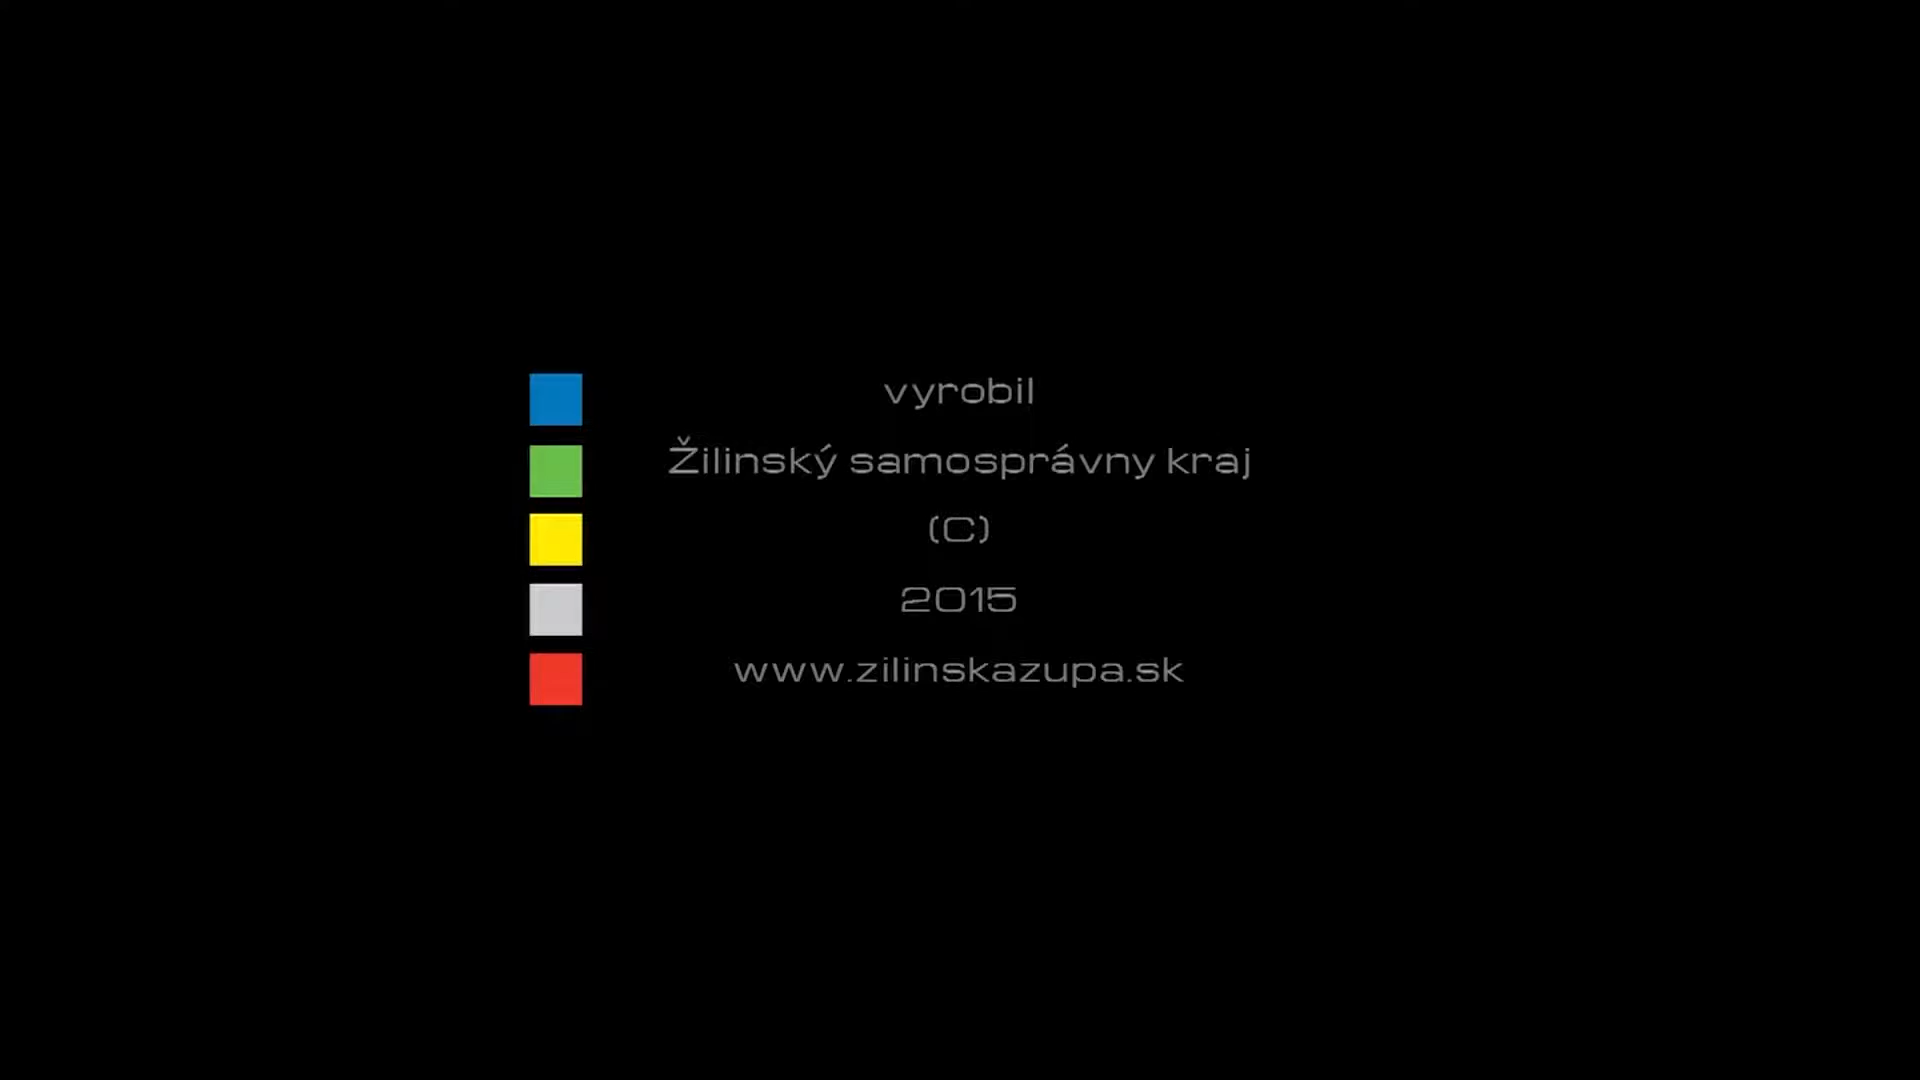 vyrobil
Žilinský samosprávny kraj
(C)
2015
www.zilinskazupa.sk